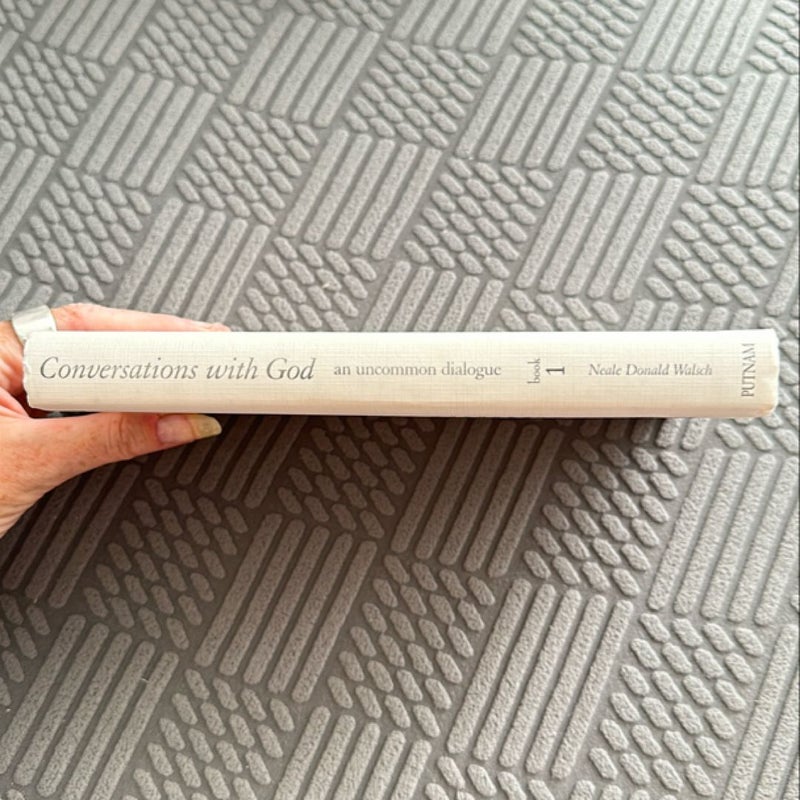 Conversations with God an uncommon dialogue book 1 Neale Donald Walsch PUTNAM